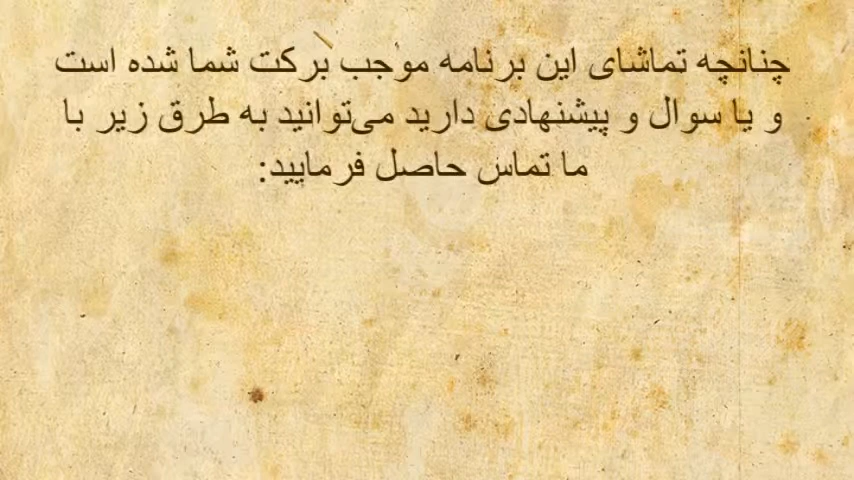 چنانچه تماشای این برنامه موجب برکت شما شده است
و یا سوال و پیشنهادی دارید می‌توانید به طرق زیر با
ما تماس حاصل فرمایید: